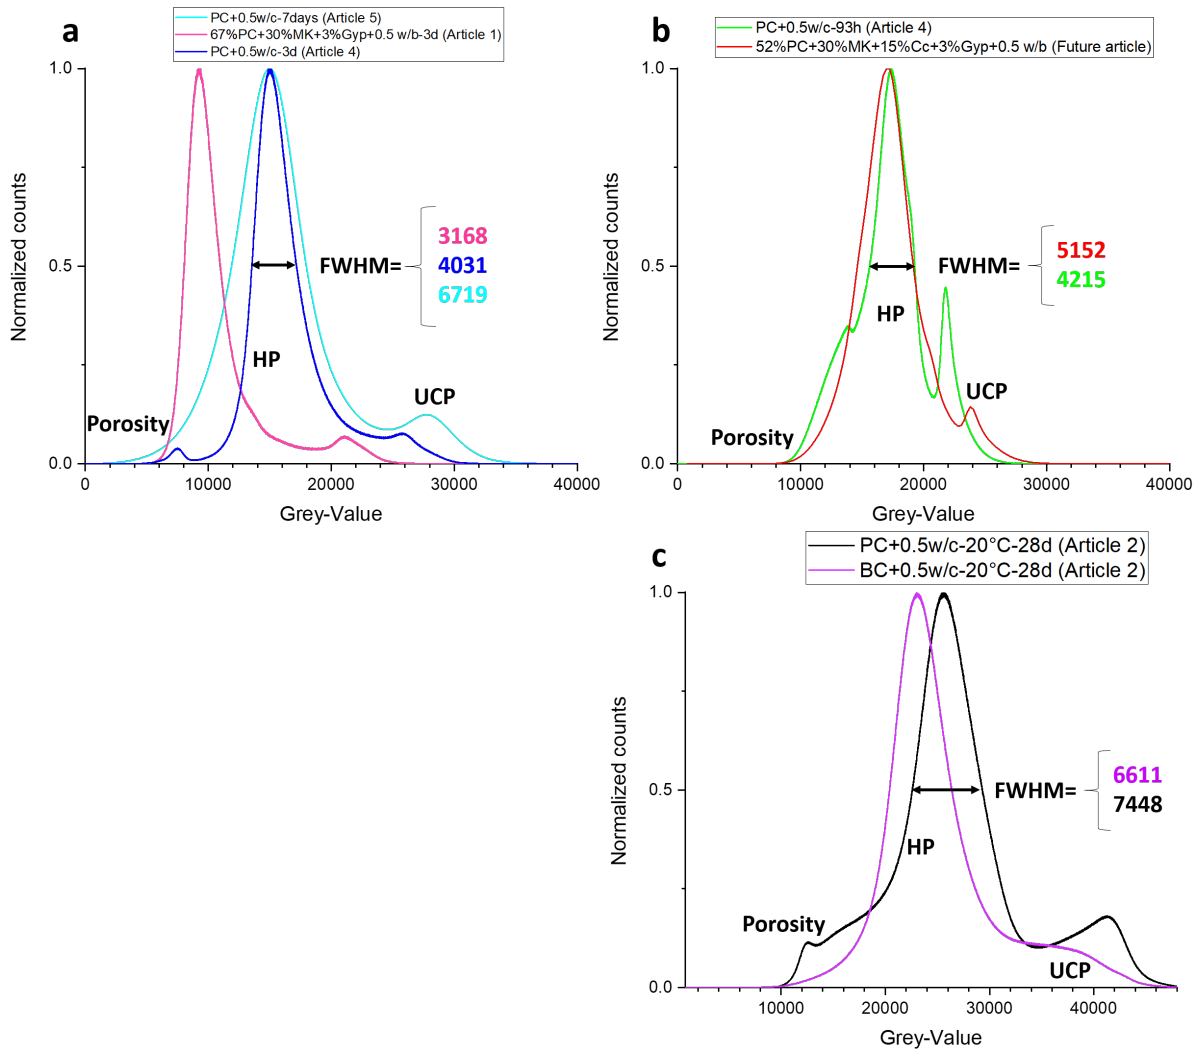 a
PC+0.5w/c-7days (Article 5)
67%PC+30%MK+3%Gyp+0.5 w/b-3d (Article 1)
PC+0.5w/c-3d (Article 4)
1.0
0.5
0.0
Normalized counts
FWHM=
3168
4031
6719
HP
UCP
Porosity
0 10000 20000 30000 40000
Grey-Value
b
PC+0.5w/c-93h (Article 4)
52%PC+30%MK+15%Cc+3%Gyp+0.5 w/b (Future article)
1.0
0.5
0.0
Normalized counts
FWHM=
5152
4215
HP
UCP
Porosity
0 10000 20000 30000 40000
Grey-Value
c
PC+0.5w/c-20°C-28d (Article 2)
BC+0.5w/c-20°C-28d (Article 2)
1.0
0.5
0.0
Normalized counts
FWHM=
6611
7448
HP
Porosity
UCP
10000 20000 30000 40000
Grey-Value